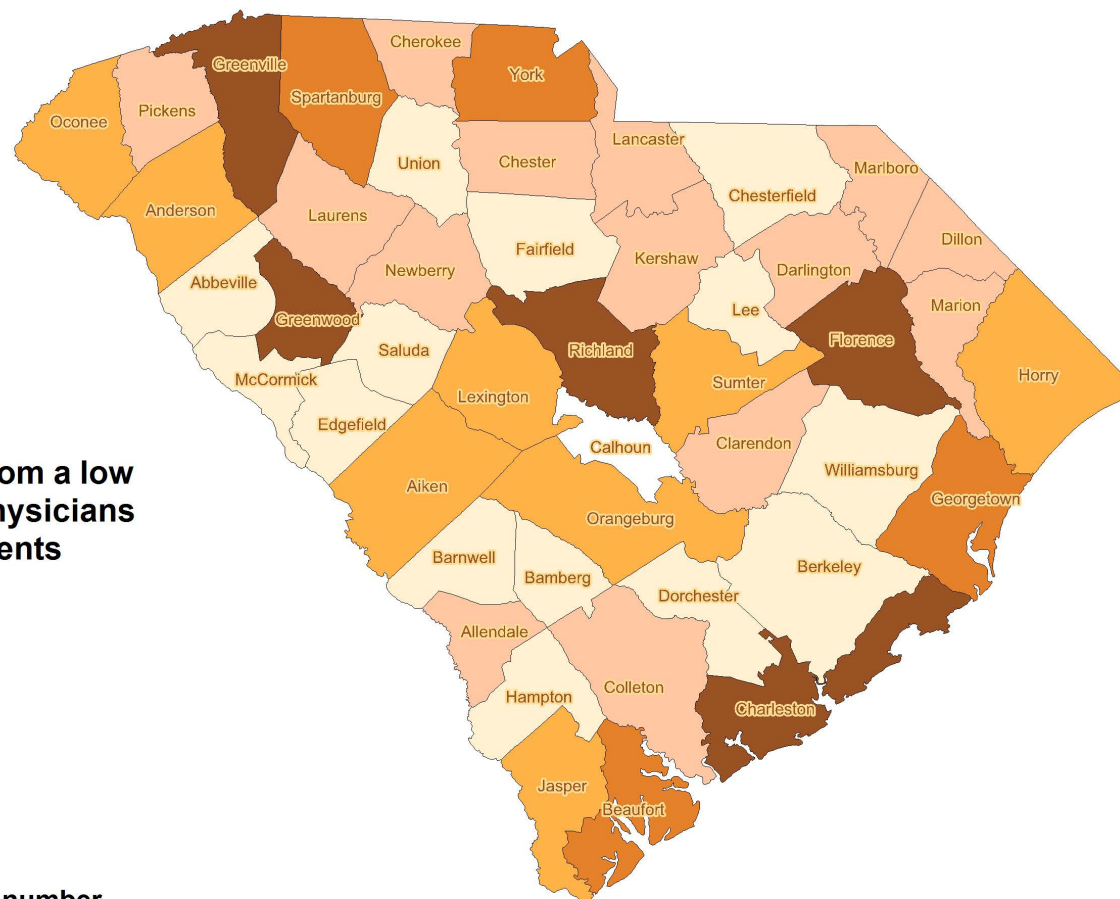 Cherokee
Greenville
York
Spartanburg
Pickens
Oconee
Lancaster
Union
Chester
Marlboro
Chesterfield
Anderson
Laurens
Dillon
Fairfield
Kershaw
Newberry
Darlington
Abbeville
Marion
Lee
Greenwood
Florence
Saluda
Richland
Horry
McCormick
Sumter
Lexington
Edgefield
Clarendon
Calhoun
om a low
Williamsburg
Aiken
Georgetown
hysicians
Orangeburg
ents
Barnwell
Berkeley
Bamberg
Dorchester
Allendale
Colleton
Hampton
Charleston
Jasper
Beaufort
number